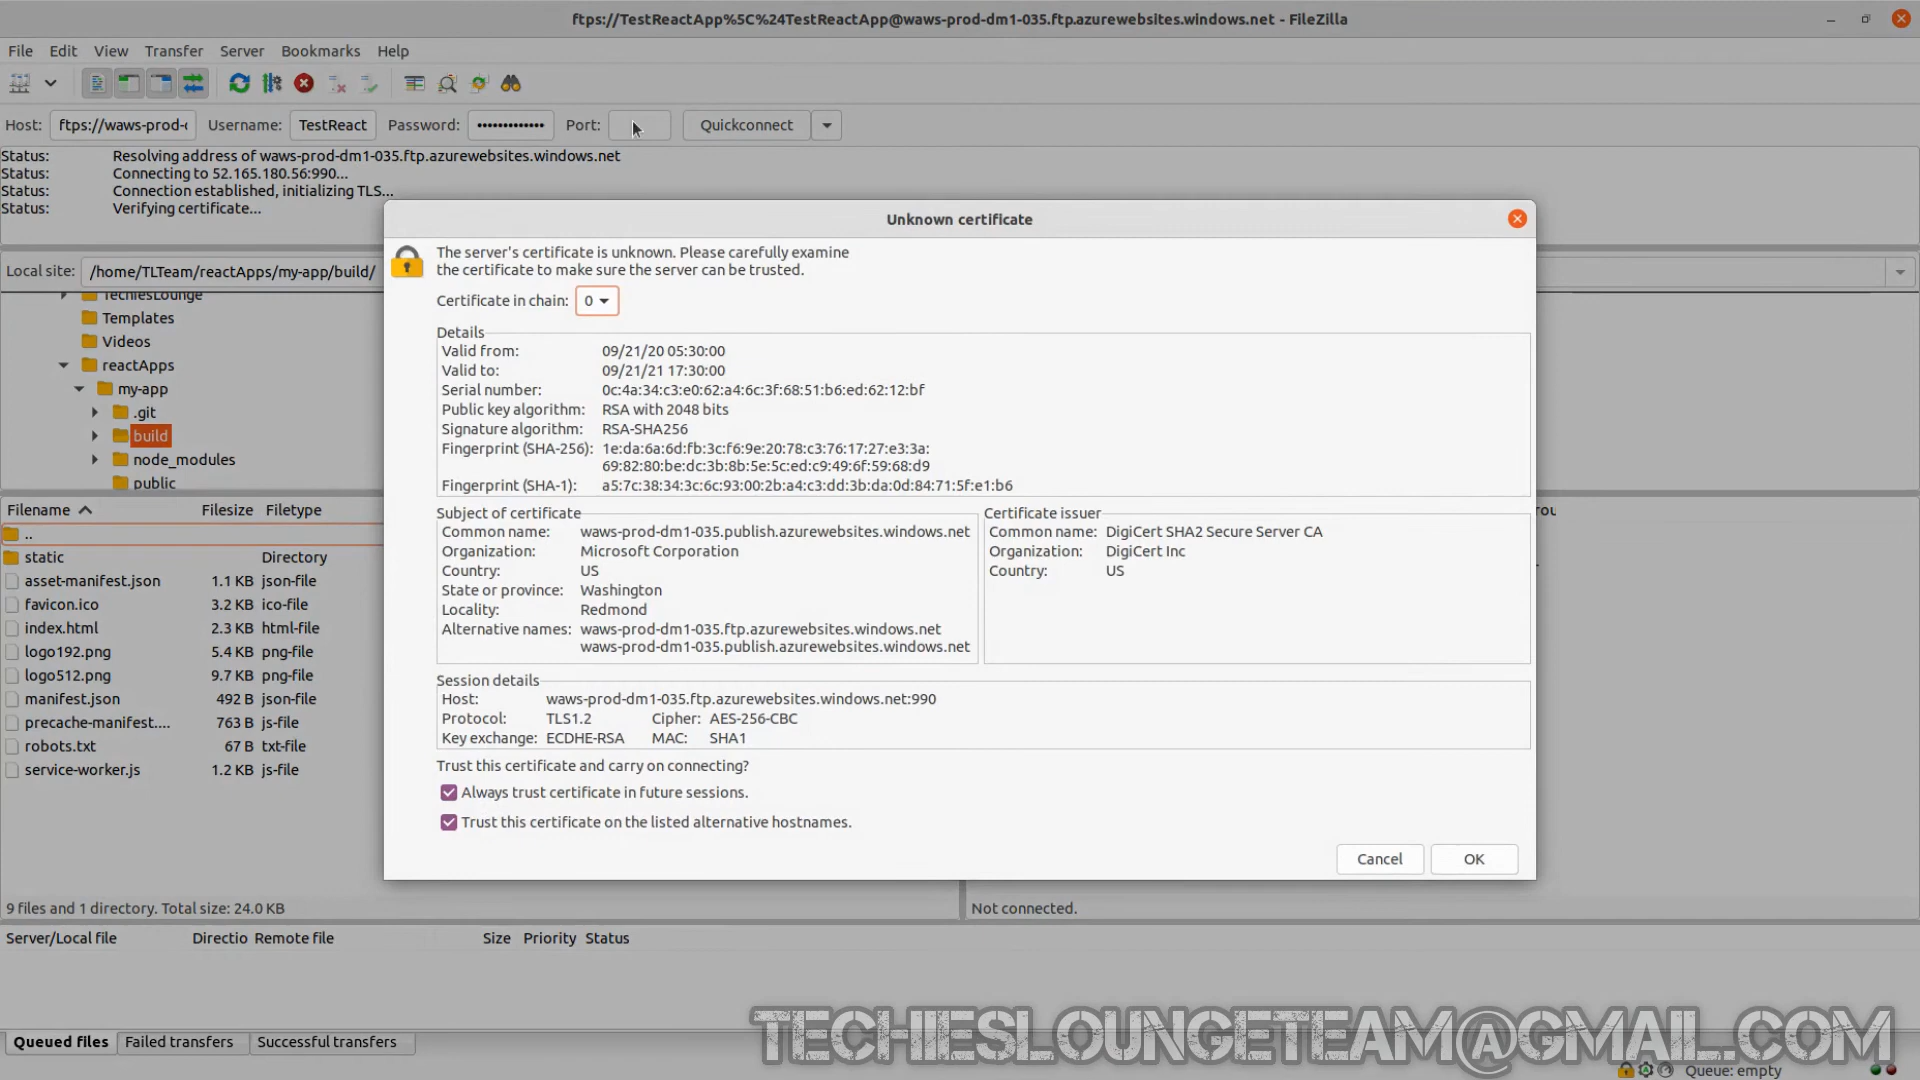 ftps://TestReactApp%5C%24TestReactApp@waws-prod-dm1-035.ftp.azurewebsites.windows.net - FileZilla
File Edit View Transfer Server Bookmarks Help
Host: ftps://waws-prod- Username: TestReact Password: ••••••••••••• Port: Quickconnect
Status: Resolving address of waws-prod-dm1-035.ftp.azurewebsites.windows.net
Status: Connecting to 52.165.180.56:990...
Status: Connection established, initializing TLS...
Status: Verifying certificate...
Local site: /home/TLTeam/reactApps/my-app/build/
TechiesLounge
Templates
Videos
reactApps
my-app
.git
build
node_modules
public
Filename Filesize Filetype
..
static Directory
asset-manifest.json 1.1 KB json-file
favicon.ico 3.2 KB ico-file
index.html 2.3 KB html-file
logo192.png 5.4 KB png-file
logo512.png 9.7 KB png-file
manifest.json 492 B json-file
precache-manifest.... 763 B js-file
robots.txt 67 B txt-file
service-worker.js 1.2 KB js-file
9 files and 1 directory. Total size: 24.0 KB
Unknown certificate
The server's certificate is unknown. Please carefully examine
the certificate to make sure the server can be trusted.
Certificate in chain: 0
Details
Valid from: 09/21/20 05:30:00
Valid to: 09/21/21 17:30:00
Serial number: 0c:4a:34:c3:e0:62:a4:6c:3f:68:51:b6:ed:62:12:bf
Public key algorithm: RSA with 2048 bits
Signature algorithm: RSA-SHA256
Fingerprint (SHA-256): 1e:da:6a:6d:fb:3c:f6:9e:20:78:c3:76:17:27:e3:3a:
69:82:80:be:dc:3b:8b:5e:5c:ed:c9:49:6f:59:68:d9
Fingerprint (SHA-1): a5:7c:38:34:3c:6c:93:00:2b:a4:c3:dd:3b:da:0d:84:71:5f:e1:b6
Subject of certificate
Common name: waws-prod-dm1-035.publish.azurewebsites.windows.net
Organization: Microsoft Corporation
Country: US
State or province: Washington
Locality: Redmond
Alternative names: waws-prod-dm1-035.ftp.azurewebsites.windows.net
waws-prod-dm1-035.publish.azurewebsites.windows.net
Certificate issuer
Common name: DigiCert SHA2 Secure Server CA
Organization: DigiCert Inc
Country: US
Session details
Host: waws-prod-dm1-035.ftp.azurewebsites.windows.net:990
Protocol: TLS1.2 Cipher: AES-256-CBC
Key exchange: ECDHE-RSA MAC: SHA1
Trust this certificate and carry on connecting?
Always trust certificate in future sessions.
Trust this certificate on the listed alternative hostnames.
Cancel OK
Not connected.
Server/Local file Directio Remote file Size Priority Status
Queued files Failed transfers Successful transfers
TECHIESLOUNGETEAM@GMAIL.COM
Queue: empty